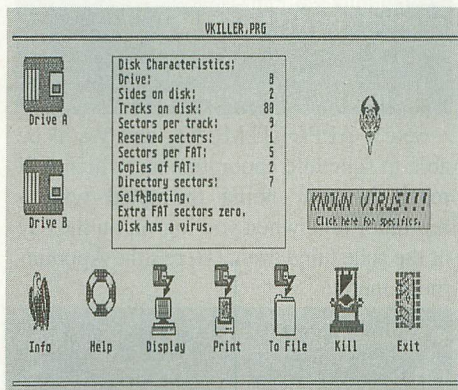 VKILLER.PRG
Disk Characteristics:
Drive: B
Sides on disk: 2
Tracks on disk: 80
Sectors per track: 9
Reserved sectors: 1
Sectors per FAT: 5
Copies of FAT: 2
Directory sectors: 7
Self-Booting.
Extra FAT sectors zero.
Disk has a virus.
Drive A
Drive B
KNOWN VIRUS!!!
Click here for specifics.
Info
Help
Display
Print
To File
Kill
Exit